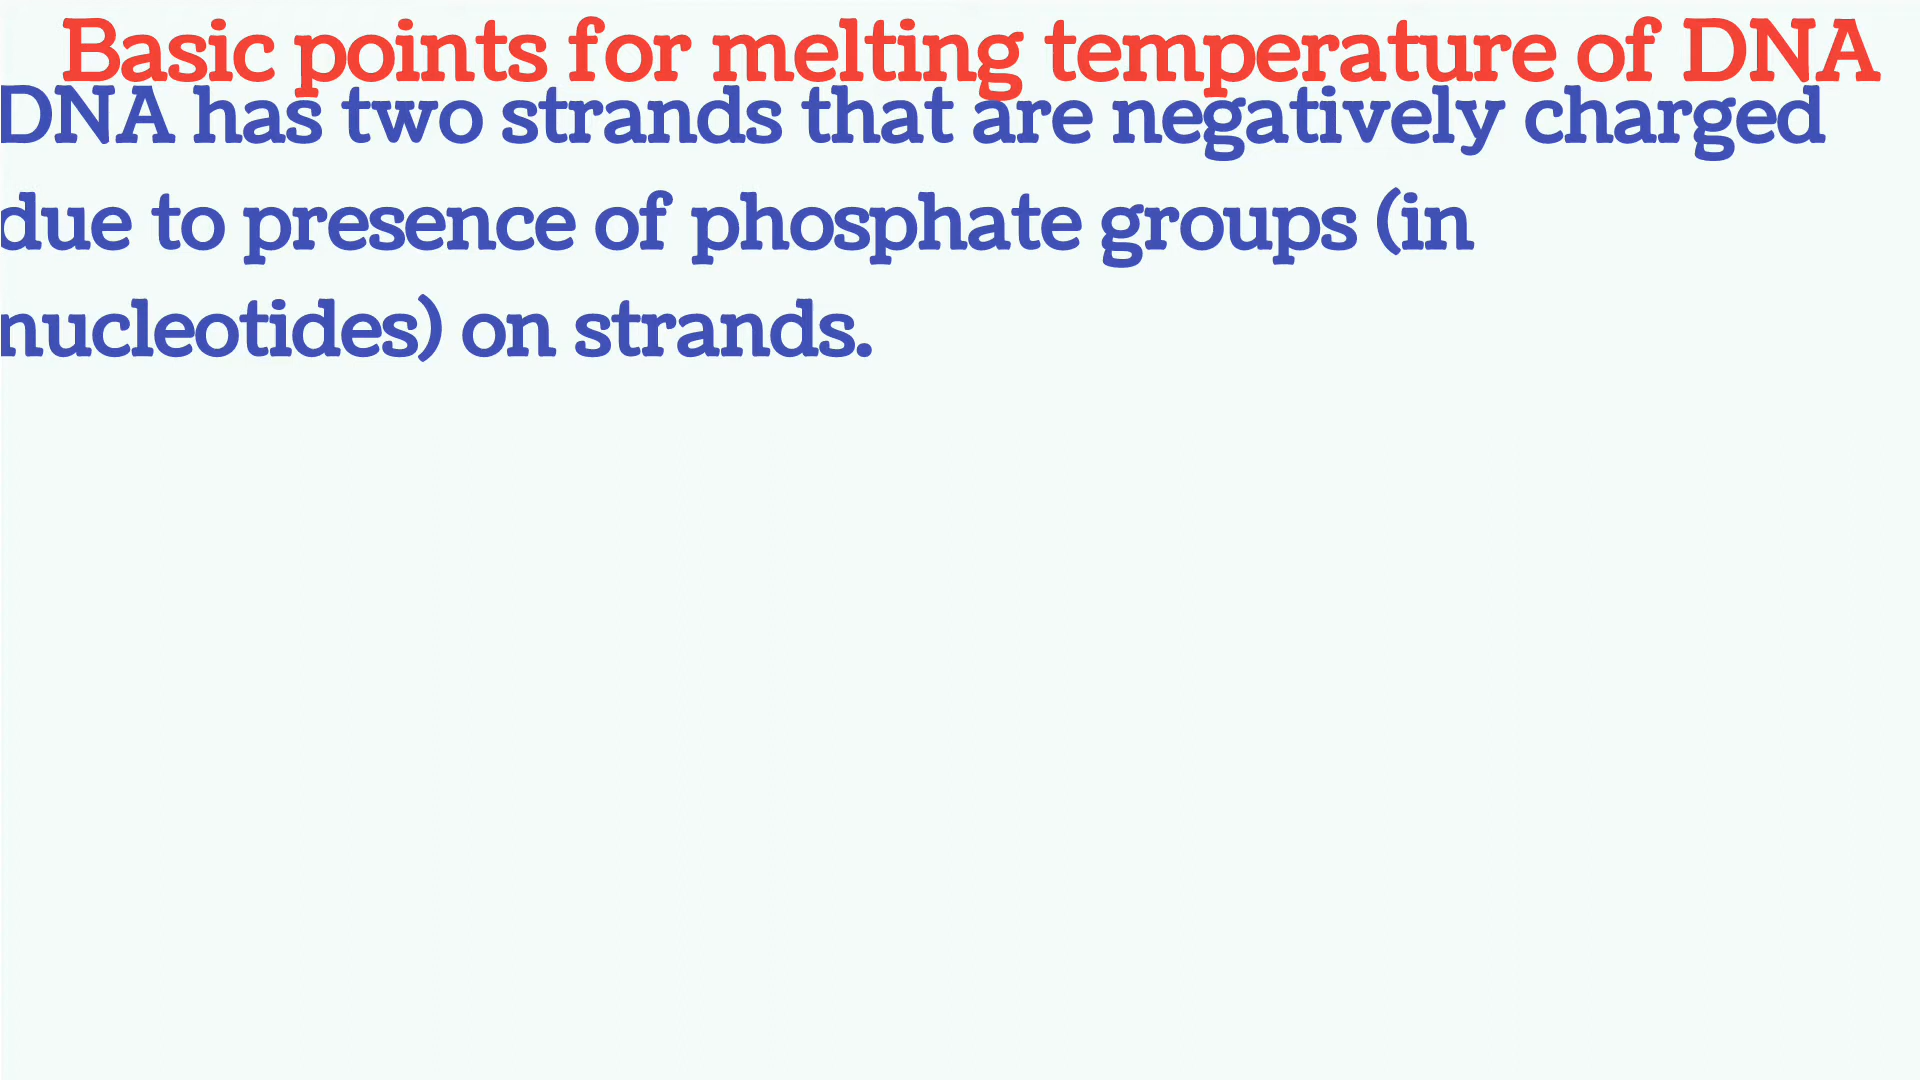 Basic points for melting temperature of DNA
DNA has two strands that are negatively charged
due to presence of phosphate groups (in
nucleotides) on strands.